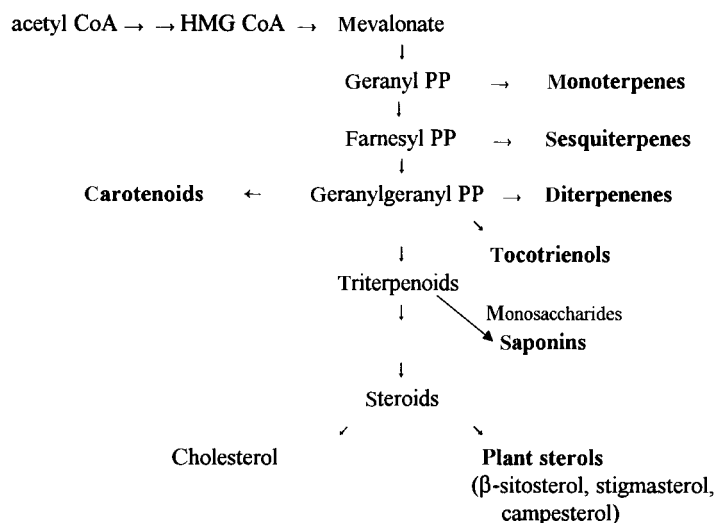 acetyl CoA → → HMG CoA → Mevalonate
↓
Geranyl PP → Monoterpenes
↓
Farnesyl PP → Sesquiterpenes
↓
Carotenoids ← Geranylgeranyl PP → Diterpenenes
↘
↓ Tocotrienols
Triterpenoids
↓ Monosaccharides
Saponins
↓
Steroids
↙ ↘
Cholesterol Plant sterols
(β-sitosterol, stigmasterol,
campesterol)